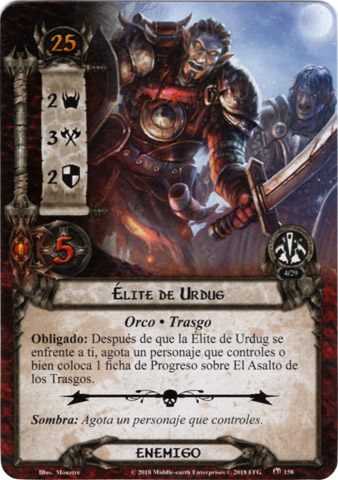 25
2
3
2
5
4/29
Élite de Urdug
Orco • Trasgo
Obligado: Después de que la Élite de Urdug se
enfrente a ti, agota un personaje que controles o
bien coloca 1 ficha de Progreso sobre El Asalto de
los Trasgos.
Sombra: Agota un personaje que controles.
ENEMIGO
Illus. Monztre
© 2018 Middle-earth Enterprises © 2018 FFG
158